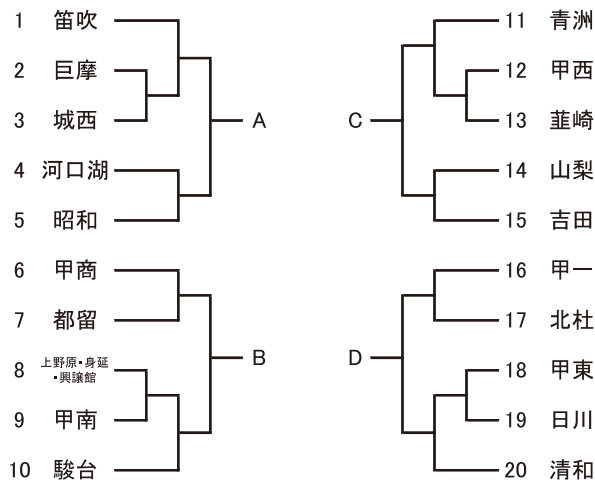 1 笛吹
2 巨摩
3 城西
4 河口湖
5 昭和
A
6 甲商
7 都留
8 上野原・身延
・興譲館
9 甲南
10 駿台
B
11 青洲
12 甲西
13 韮崎
14 山梨
15 吉田
C
16 甲一
17 北杜
18 甲東
19 日川
20 清和
D